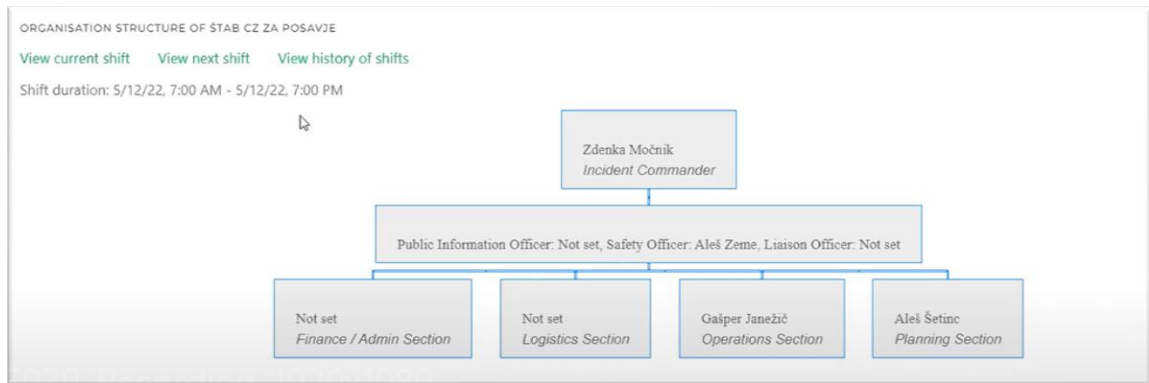 ORGANISATION STRUCTURE OF ŠTAB CZ ZA POSAVJE
View current shift View next shift View history of shifts
Shift duration: 5/12/22, 7:00 AM - 5/12/22, 7:00 PM
Zdenka Močnik
Incident Commander
Public Information Officer: Not set, Safety Officer: Aleš Zeme, Liaison Officer: Not set
Not set
Finance / Admin Section
Not set
Logistics Section
Gašper Janežič
Operations Section
Aleš Šetinc
Planning Section